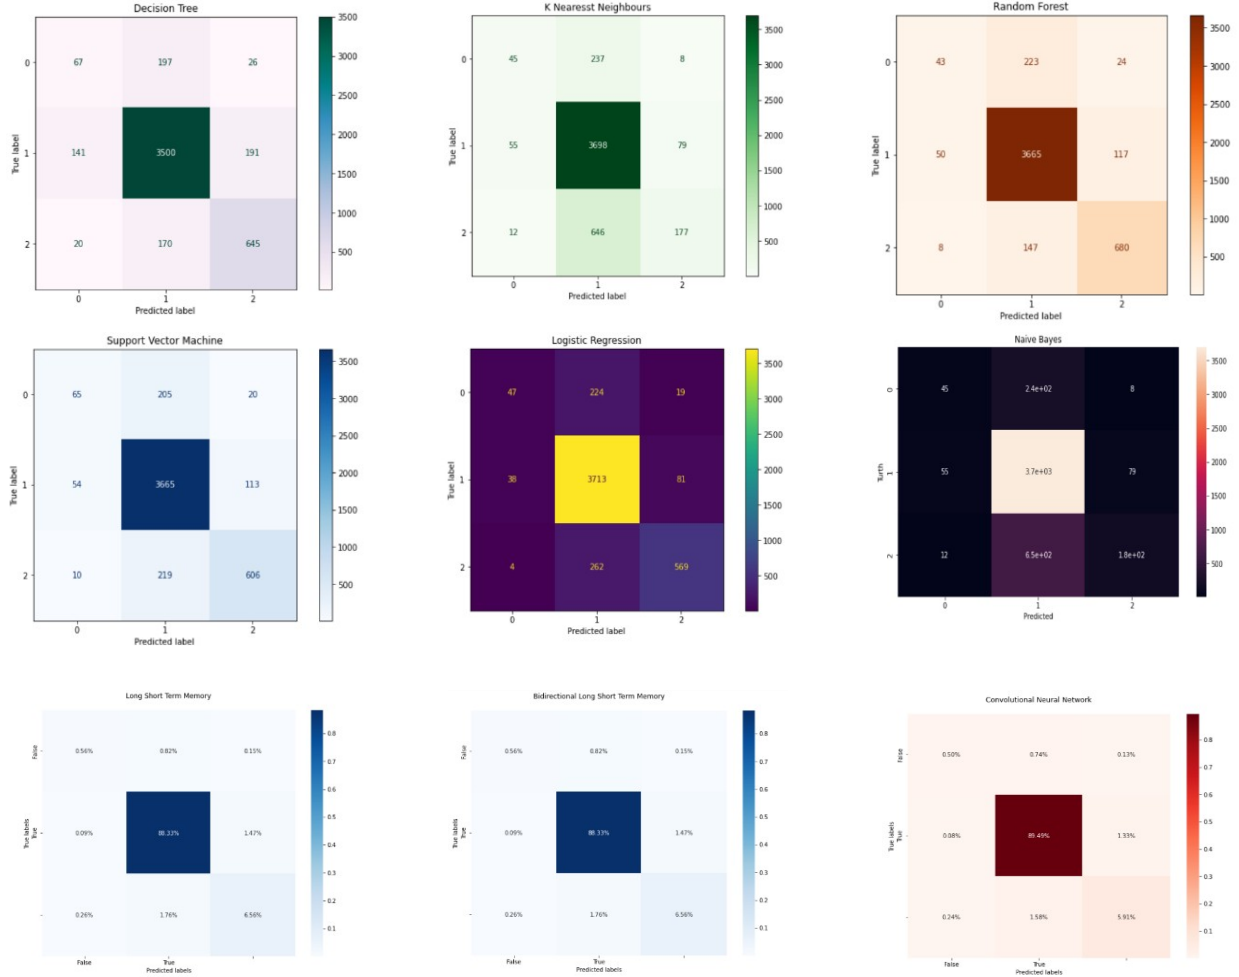 Decision Tree
3500
3000
2500
2000
1500
1000
500
0
1
2
True label
67 197 26
141 3500 191
20 170 645
0 1 2
Predicted label
K Nearesst Neighbours
3500
3000
2500
2000
1500
1000
500
0
1
2
True label
45 237 8
55 3698 79
12 646 177
0 1 2
Predicted label
Random Forest
3500
3000
2500
2000
1500
1000
500
0
1
2
True label
43 223 24
50 3665 117
8 147 680
0 1 2
Predicted label
Support Vector Machine
3500
3000
2500
2000
1500
1000
500
0
1
2
True label
65 205 20
54 3665 113
10 219 606
0 1 2
Predicted label
Logistic Regression
3500
3000
2500
2000
1500
1000
500
0
1
2
True label
47 224 19
38 3713 81
4 262 569
0 1 2
Predicted label
Naive Bayes
3500
3000
2500
2000
1500
1000
500
0
1
2
Turth
45 2.4e+02 8
55 3.7e+03 79
12 6.5e+02 1.8e+02
0 1 2
Predicted
Long Short Term Memory
0.8
0.7
0.6
0.5
0.4
0.3
0.2
0.1
False
True
True labels
0.56% 0.82% 0.15%
0.09% 88.33% 1.47%
0.26% 1.76% 6.56%
False True
Predicted labels
Bidirectional Long Short Term Memory
0.8
0.7
0.6
0.5
0.4
0.3
0.2
0.1
False
True
True labels
0.56% 0.82% 0.15%
0.09% 88.33% 1.47%
0.26% 1.76% 6.56%
False True
Predicted labels
Convolutional Neural Network
0.8
0.7
0.6
0.5
0.4
0.3
0.2
0.1
False
True
True labels
0.50% 0.74% 0.13%
0.08% 89.49% 1.33%
0.24% 1.58% 5.91%
False True
Predicted labels